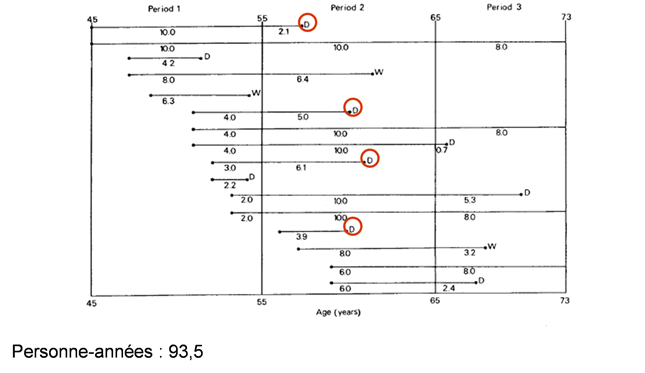 Period 1 Period 2 Period 3
45 55 65 73
D
10.0 2.1
10.0 10.0 8.0
D
4.2
W
8.0 6.4
W
6.3
D
4.0 5.0
4.0 10.0 8.0
D
4.0 10.0 0.7
D
3.0 6.1
D
2.2
D
2.0 10.0 5.3
2.0 10.0 8.0
D
3.9
W
8.0 3.2
6.0 8.0
D
6.0 2.4
45 55 65 73
Age (years)
Personne-années : 93,5